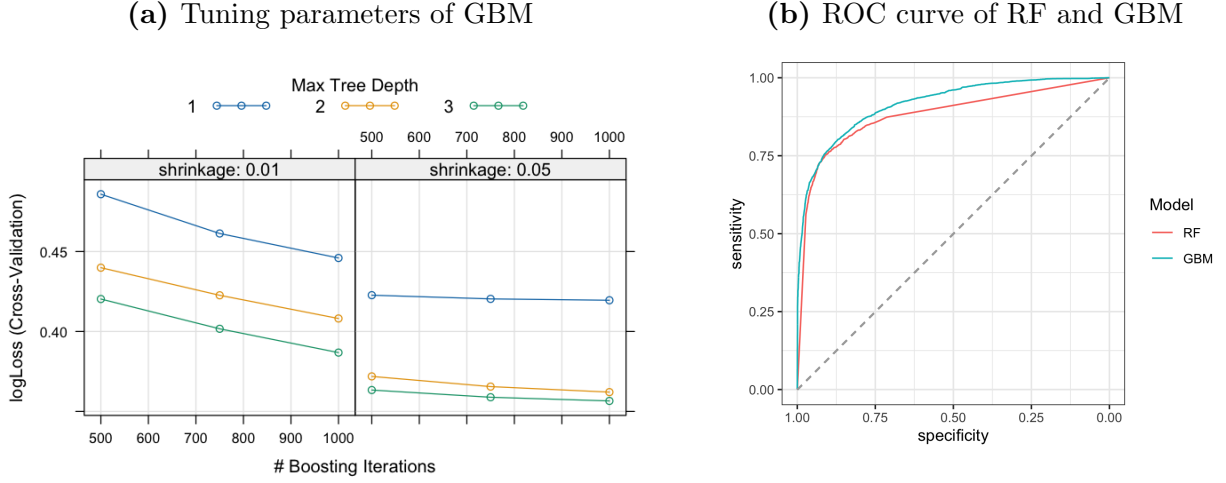 (a) Tuning parameters of GBM
Max Tree Depth
1 2 3
500 600 700 800 900 1000
shrinkage: 0.01 shrinkage: 0.05
logLoss (Cross-Validation)
0.45
0.40
500 600 700 800 900 1000
# Boosting Iterations
(b) ROC curve of RF and GBM
sensitivity
1.00
0.75
0.50
0.25
0.00
1.00 0.75 0.50 0.25 0.00
specificity
Model
RF
GBM